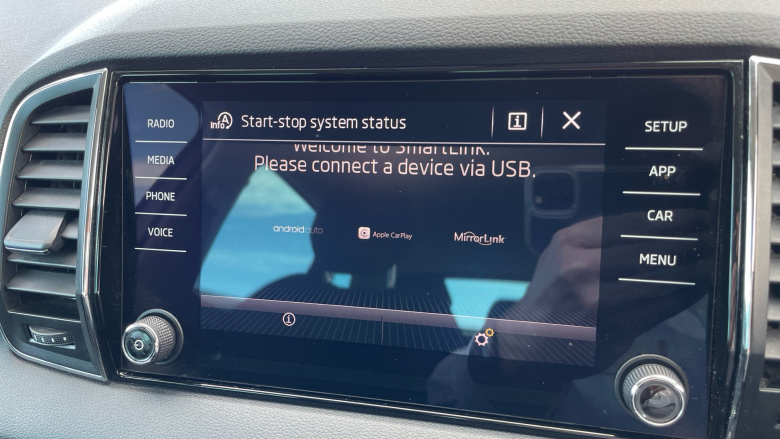 RADIO
MEDIA
PHONE
VOICE
Info A Start-stop system status i X
Welcome to SmartLink.
Please connect a device via USB.
androidauto
Apple CarPlay
MirrorLink
i
SETUP
APP
CAR
MENU